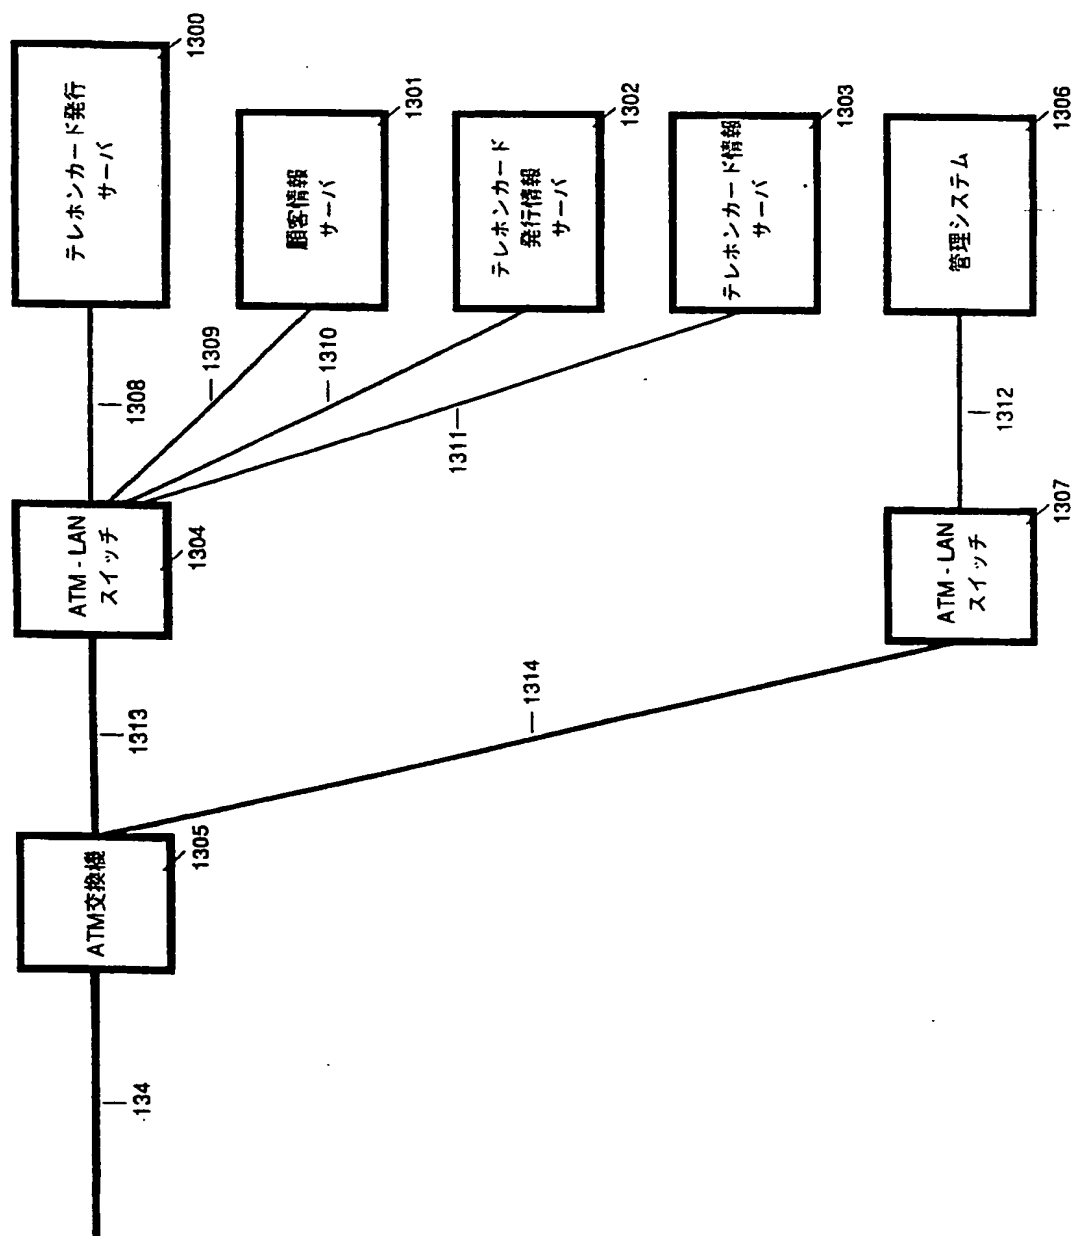 テレホンカード発行
サーバ
1300
顧客情報
サーバ
1301
テレホンカード
発行情報
サーバ
1302
テレホンカード情報
サーバ
1303
管理システム
1306
1308
1309
1310
1311
1312
ATM - LAN
スイッチ
1304
ATM - LAN
スイッチ
1307
1313
1314
ATM交換機
1305
134